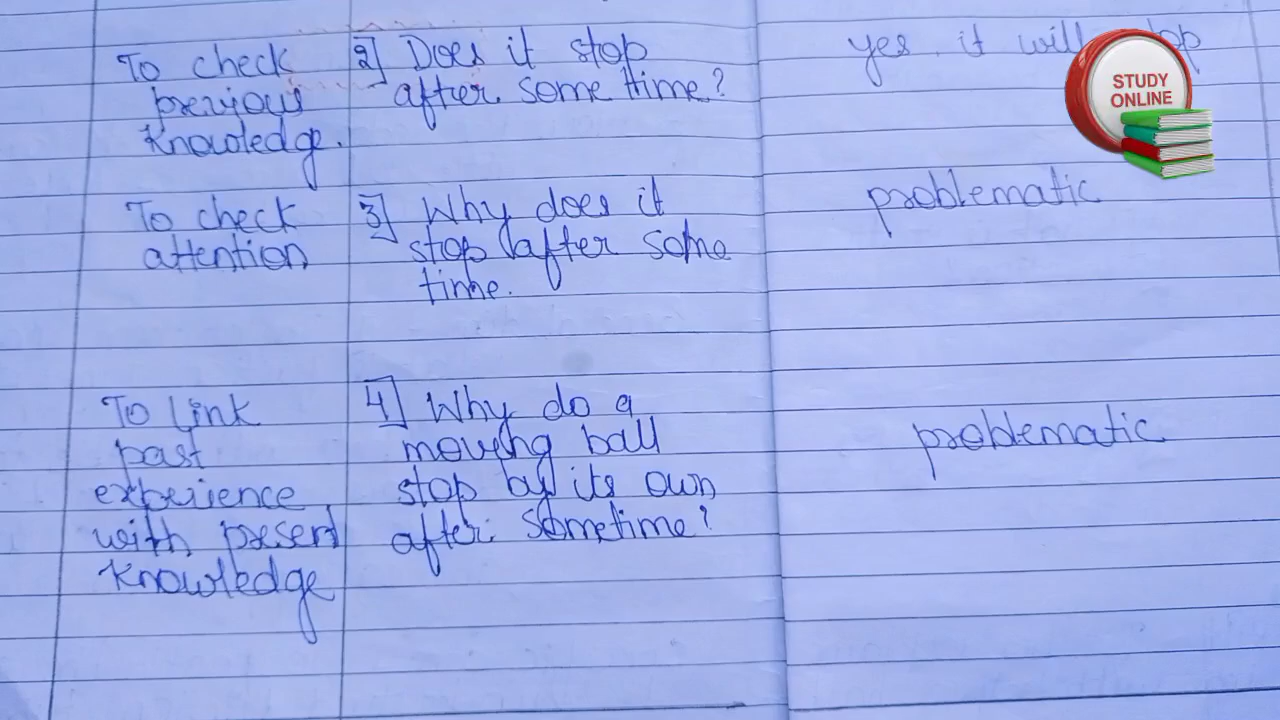 To check
previous
knowledge.
2] Does it stop
after some time?
yes, it will stop
STUDY
ONLINE
To check
attention
3] Why does it
stop after some
time.
problematic
To Link
past
experience
with present
knowledge
4] Why do a
moving ball
stop by its own
after sometime?
problematic